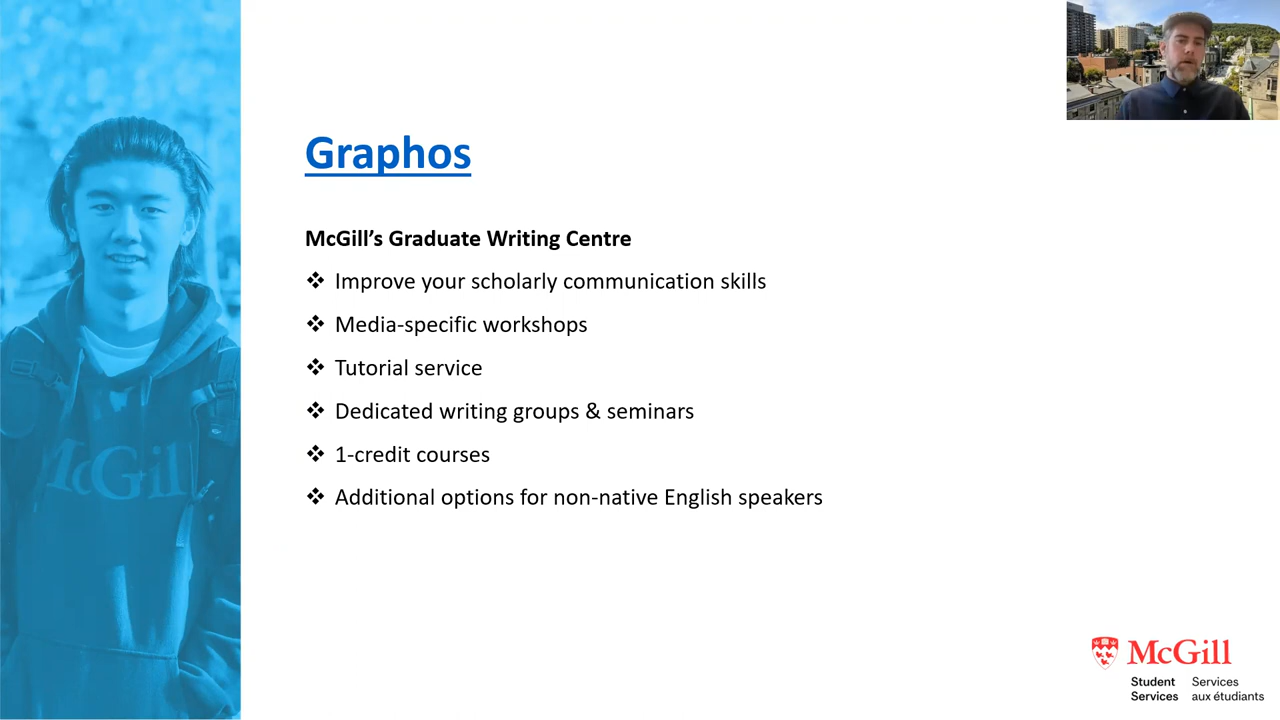 Graphos
McGill’s Graduate Writing Centre
❖ Improve your scholarly communication skills
❖ Media-specific workshops
❖ Tutorial service
❖ Dedicated writing groups & seminars
❖ 1-credit courses
❖ Additional options for non-native English speakers
McGill
McGill
Student Services
Services aux étudiants